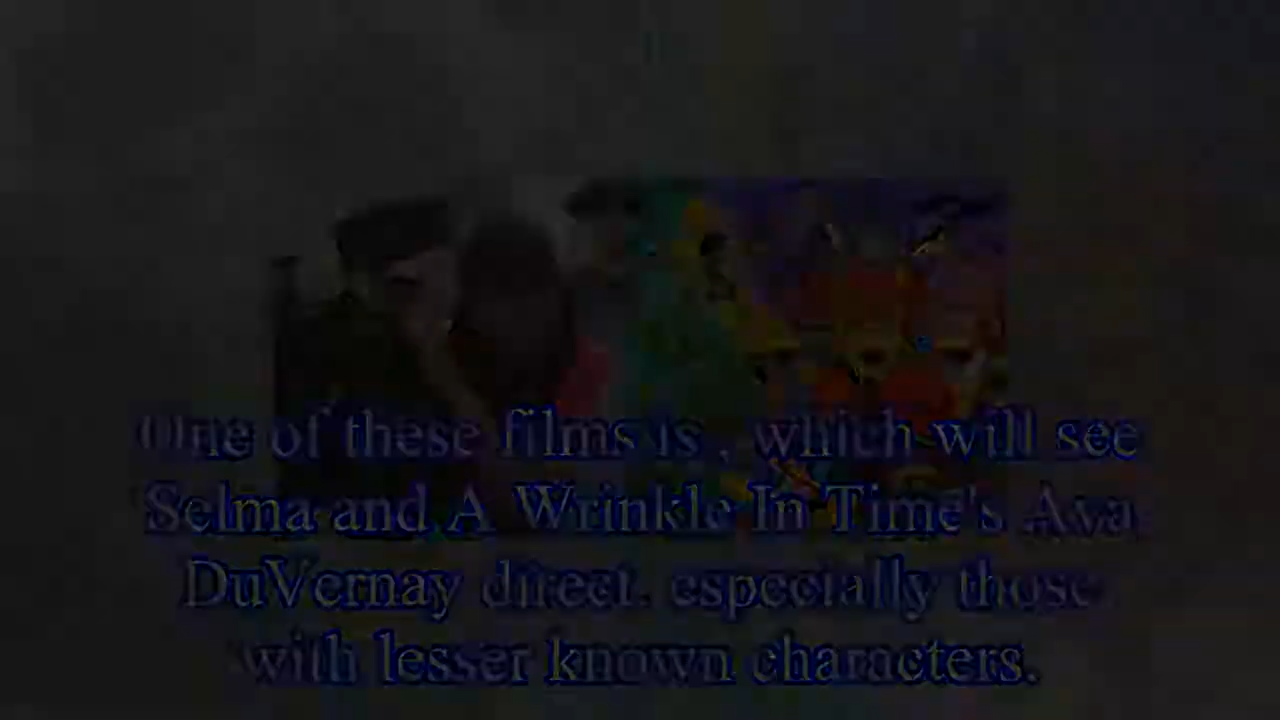 One of these films is , which will see
Selma and A Wrinkle In Time's Ava
DuVernay direct. especially those
with lesser known characters.